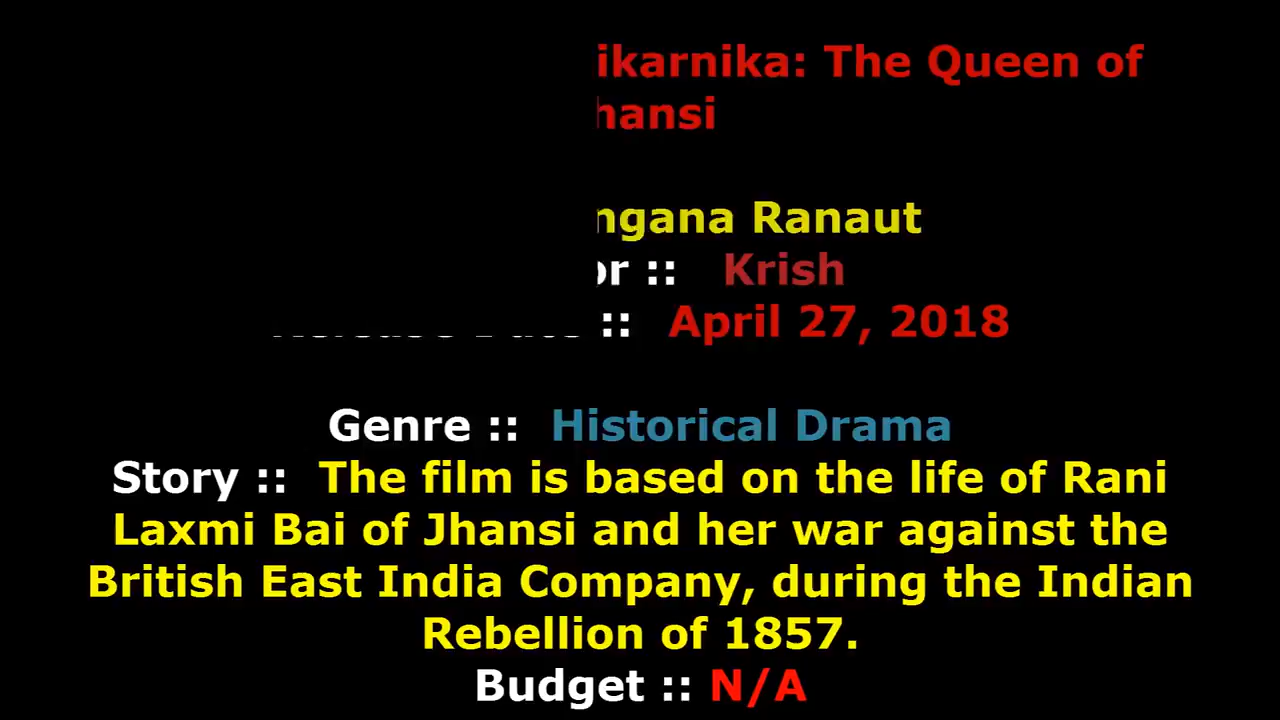 ikarnika: The Queen of
hansi
ngana Ranaut
or :: Krish
:: April 27, 2018
Genre :: Historical Drama
Story :: The film is based on the life of Rani
Laxmi Bai of Jhansi and her war against the
British East India Company, during the Indian
Rebellion of 1857.
Budget :: N/A